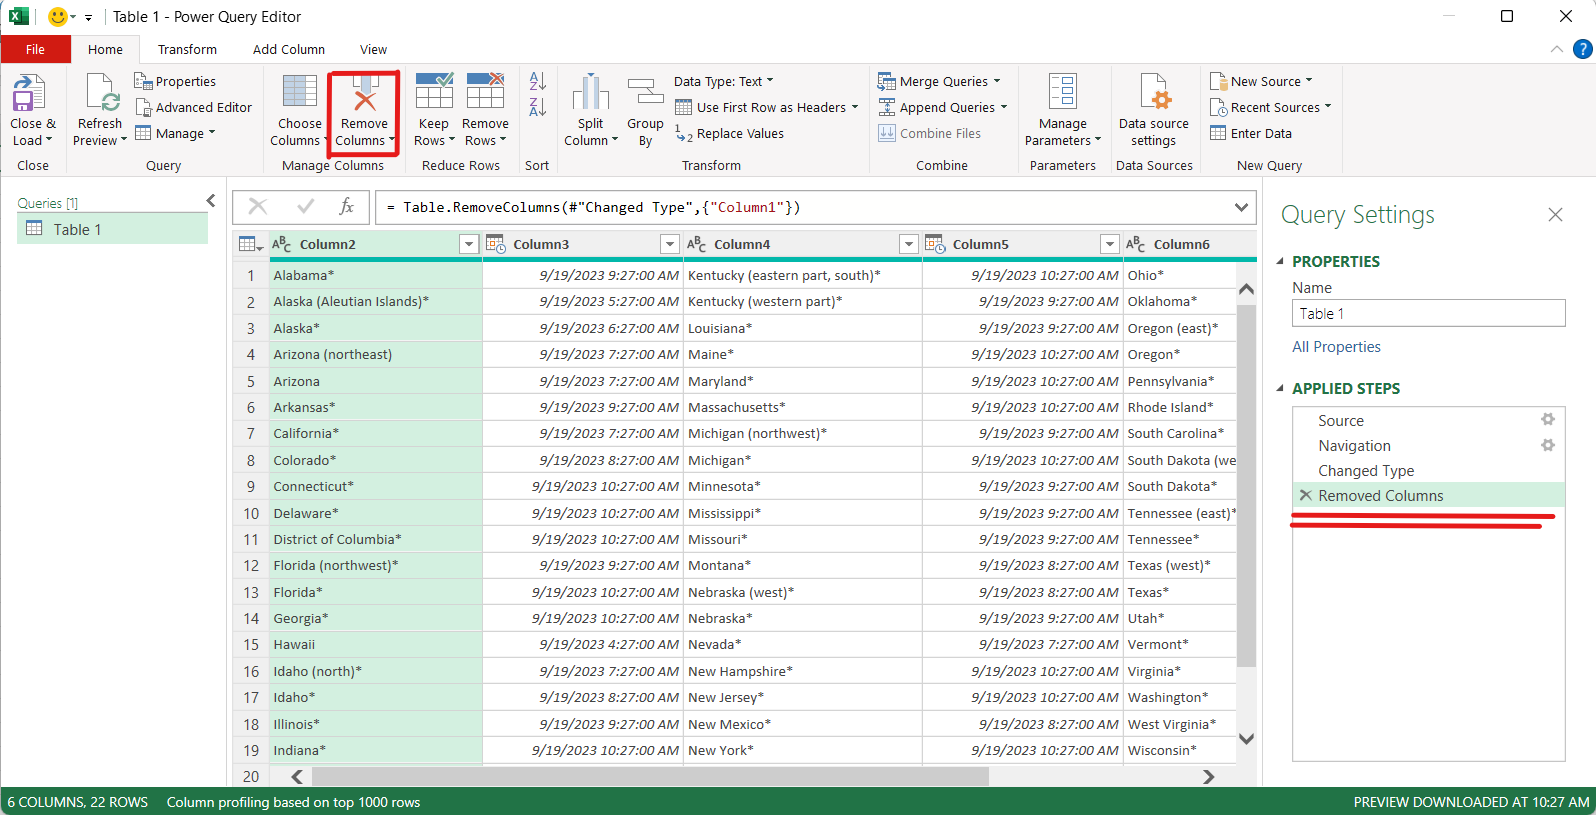 Table 1 - Power Query Editor
File Home Transform Add Column View
Close & Load
Close
Refresh Preview
Properties
Advanced Editor
Manage
Query
Choose Columns
Remove Columns
Manage Columns
Keep Rows
Remove Rows
Reduce Rows
Sort
Split Column
Group By
Data Type: Text
Use First Row as Headers
Replace Values
Transform
Merge Queries
Append Queries
Combine Files
Combine
Manage Parameters
Parameters
Data source settings
Data Sources
New Source
Recent Sources
Enter Data
New Query
Queries [1]
Table 1
fx = Table.RemoveColumns(#"Changed Type",{"Column1"})
Column2 Column3 Column4 Column5 Column6
1 Alabama* 9/19/2023 9:27:00 AM Kentucky (eastern part, south)* 9/19/2023 10:27:00 AM Ohio*
2 Alaska (Aleutian Islands)* 9/19/2023 5:27:00 AM Kentucky (western part)* 9/19/2023 9:27:00 AM Oklahoma*
3 Alaska* 9/19/2023 6:27:00 AM Louisiana* 9/19/2023 9:27:00 AM Oregon (east)*
4 Arizona (northeast) 9/19/2023 7:27:00 AM Maine* 9/19/2023 10:27:00 AM Oregon*
5 Arizona 9/19/2023 7:27:00 AM Maryland* 9/19/2023 10:27:00 AM Pennsylvania*
6 Arkansas* 9/19/2023 9:27:00 AM Massachusetts* 9/19/2023 10:27:00 AM Rhode Island*
7 California* 9/19/2023 7:27:00 AM Michigan (northwest)* 9/19/2023 9:27:00 AM South Carolina*
8 Colorado* 9/19/2023 8:27:00 AM Michigan* 9/19/2023 10:27:00 AM South Dakota (we
9 Connecticut* 9/19/2023 10:27:00 AM Minnesota* 9/19/2023 9:27:00 AM South Dakota*
10 Delaware* 9/19/2023 10:27:00 AM Mississippi* 9/19/2023 9:27:00 AM Tennessee (east)*
11 District of Columbia* 9/19/2023 10:27:00 AM Missouri* 9/19/2023 9:27:00 AM Tennessee*
12 Florida (northwest)* 9/19/2023 9:27:00 AM Montana* 9/19/2023 8:27:00 AM Texas (west)*
13 Florida* 9/19/2023 10:27:00 AM Nebraska (west)* 9/19/2023 8:27:00 AM Texas*
14 Georgia* 9/19/2023 10:27:00 AM Nebraska* 9/19/2023 9:27:00 AM Utah*
15 Hawaii 9/19/2023 4:27:00 AM Nevada* 9/19/2023 7:27:00 AM Vermont*
16 Idaho (north)* 9/19/2023 7:27:00 AM New Hampshire* 9/19/2023 10:27:00 AM Virginia*
17 Idaho* 9/19/2023 8:27:00 AM New Jersey* 9/19/2023 10:27:00 AM Washington*
18 Illinois* 9/19/2023 9:27:00 AM New Mexico* 9/19/2023 8:27:00 AM West Virginia*
19 Indiana* 9/19/2023 10:27:00 AM New York* 9/19/2023 10:27:00 AM Wisconsin*
20
Query Settings
PROPERTIES
Name
Table 1
All Properties
APPLIED STEPS
Source
Navigation
Changed Type
Removed Columns
6 COLUMNS, 22 ROWS Column profiling based on top 1000 rows PREVIEW DOWNLOADED AT 10:27 AM